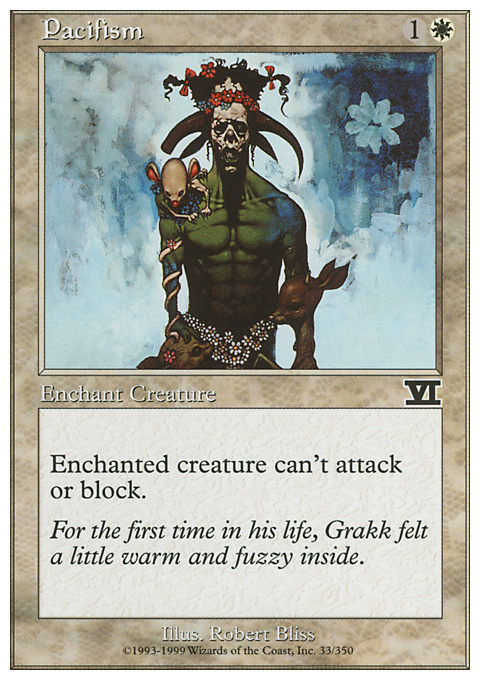 Pacifism 1
Enchant Creature VI
Enchanted creature can't attack
or block.
For the first time in his life, Grakk felt
a little warm and fuzzy inside.
Illus. Robert Bliss
©1993-1999 Wizards of the Coast, Inc. 33/350